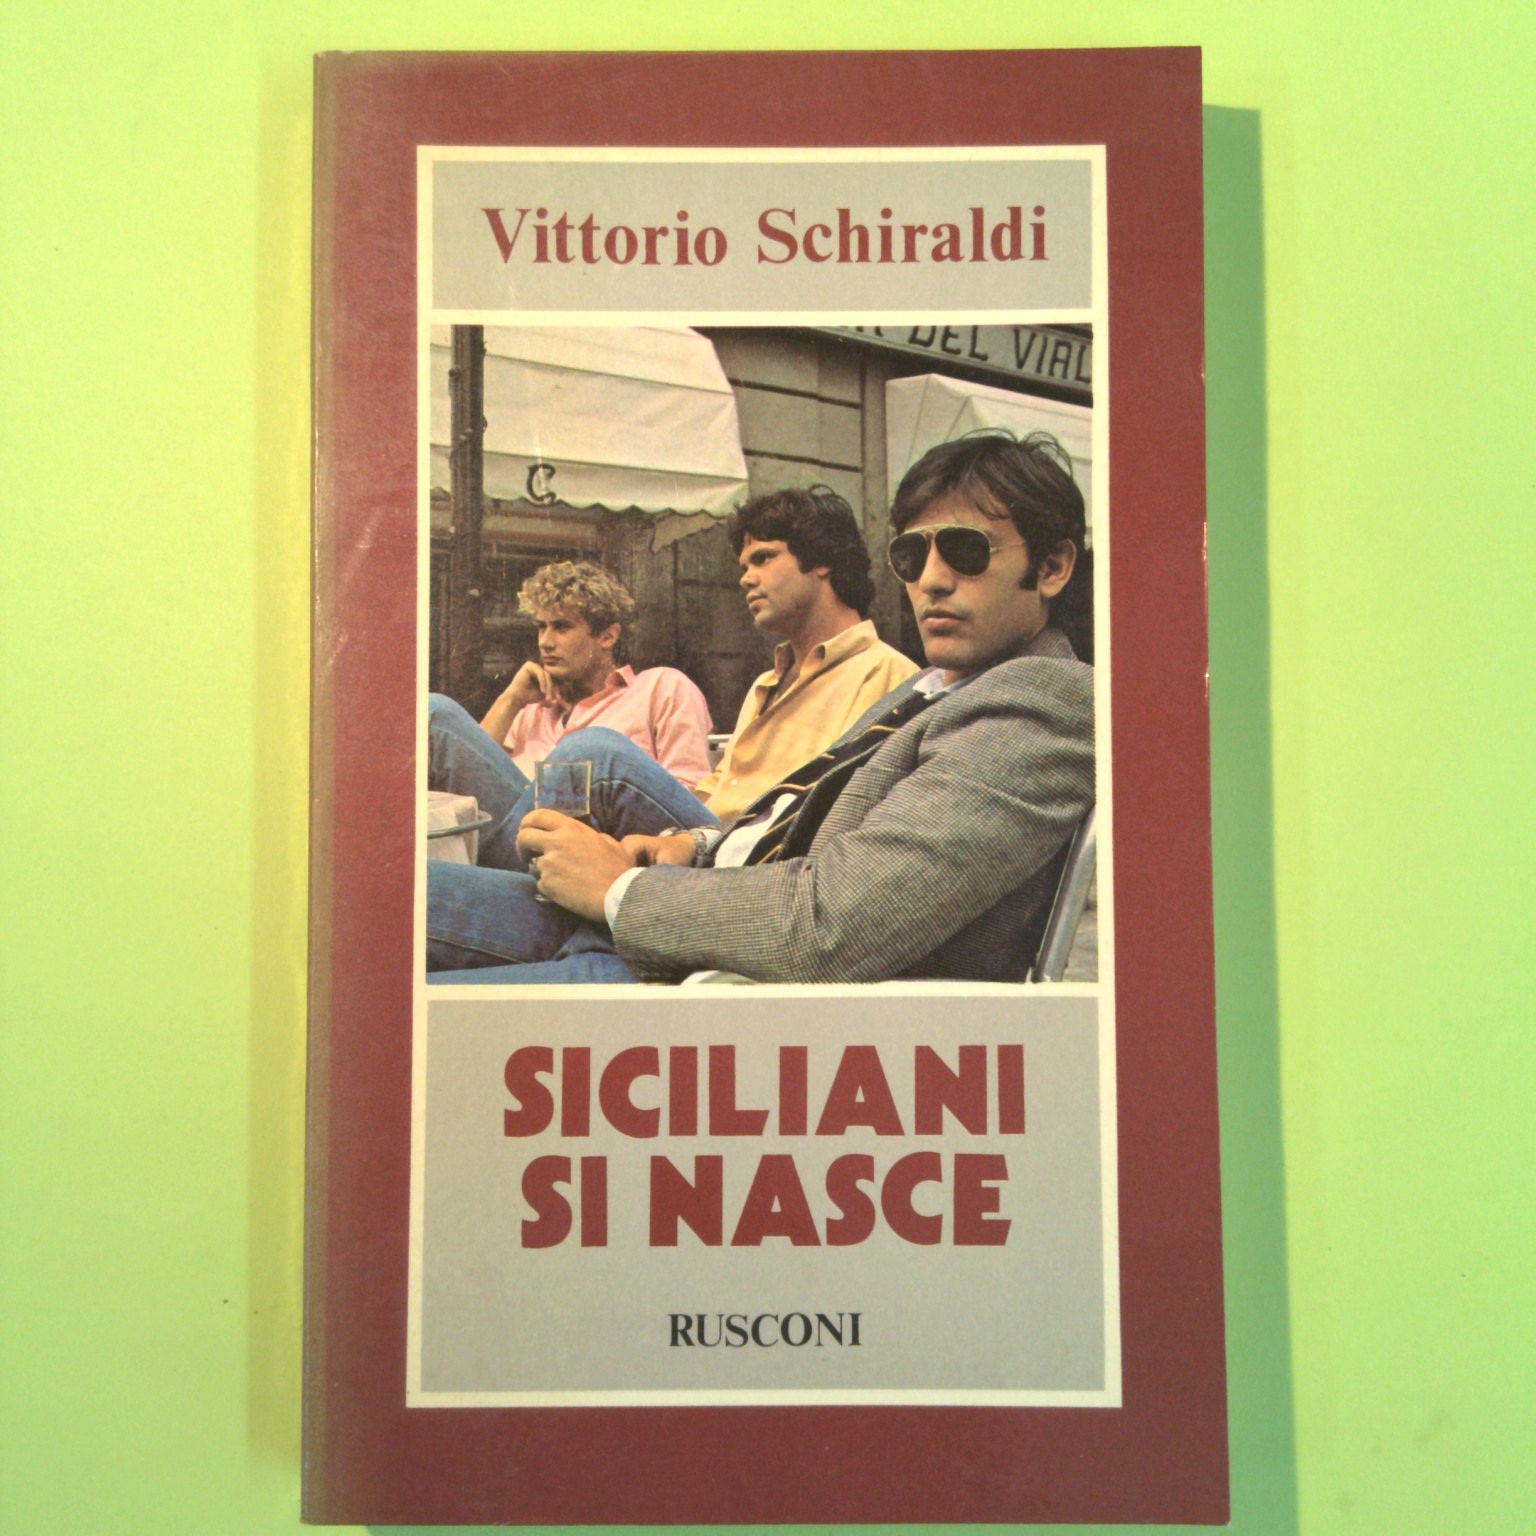 Vittorio Schiraldi
DEL VIAL
C
SICILIANI
SI NASCE
RUSCONI